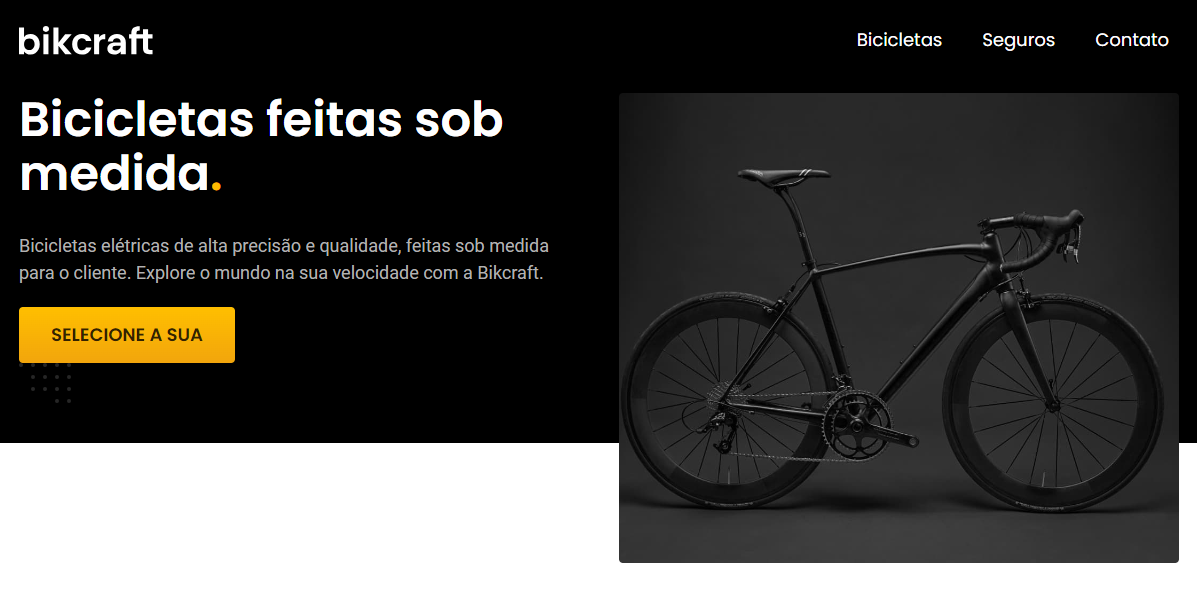 bikcraft
Bicicletas
Seguros
Contato
Bicicletas feitas sob
medida.
Bicicletas elétricas de alta precisão e qualidade, feitas sob medida
para o cliente. Explore o mundo na sua velocidade com a Bikcraft.
SELECIONE A SUA